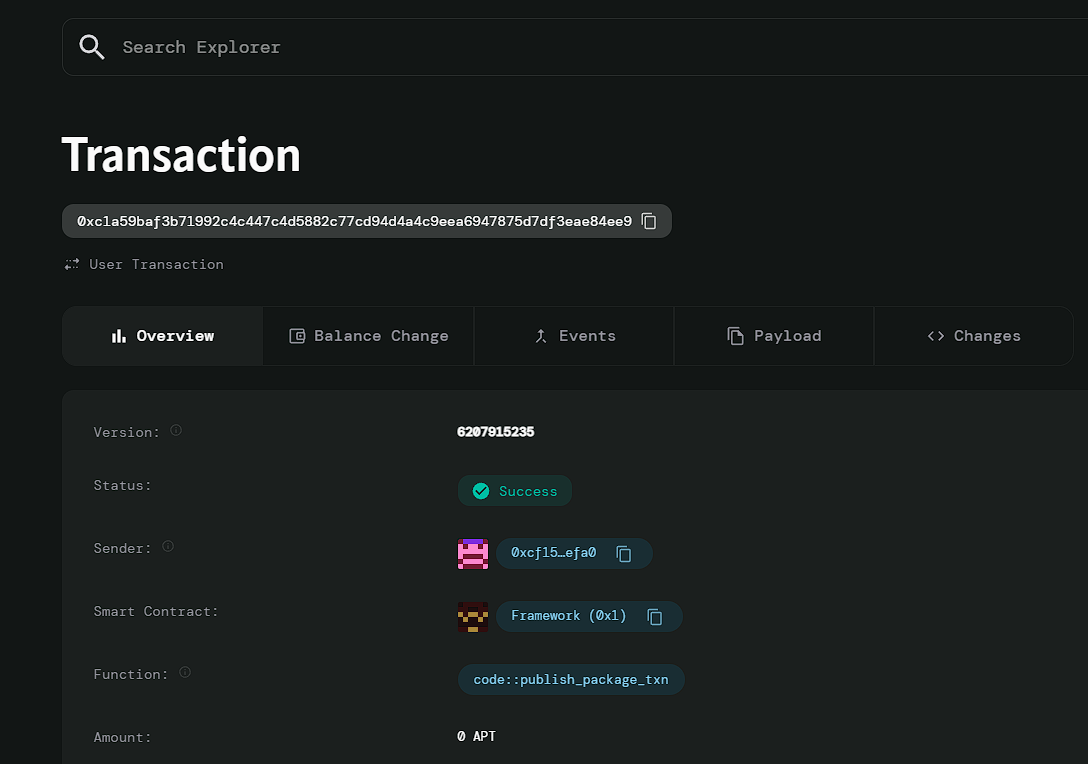 Search Explorer
Transaction
0xc1a59baf3b71992c4c447c4d5882c77cd94d4a4c9eea6947875d7df3eae84ee9
User Transaction
Overview
Balance Change
Events
Payload
Changes
Version:
6207915235
Status:
Success
Sender:
0xcf15…efa0
Smart Contract:
Framework (0x1)
Function:
code::publish_package_txn
Amount:
0 APT